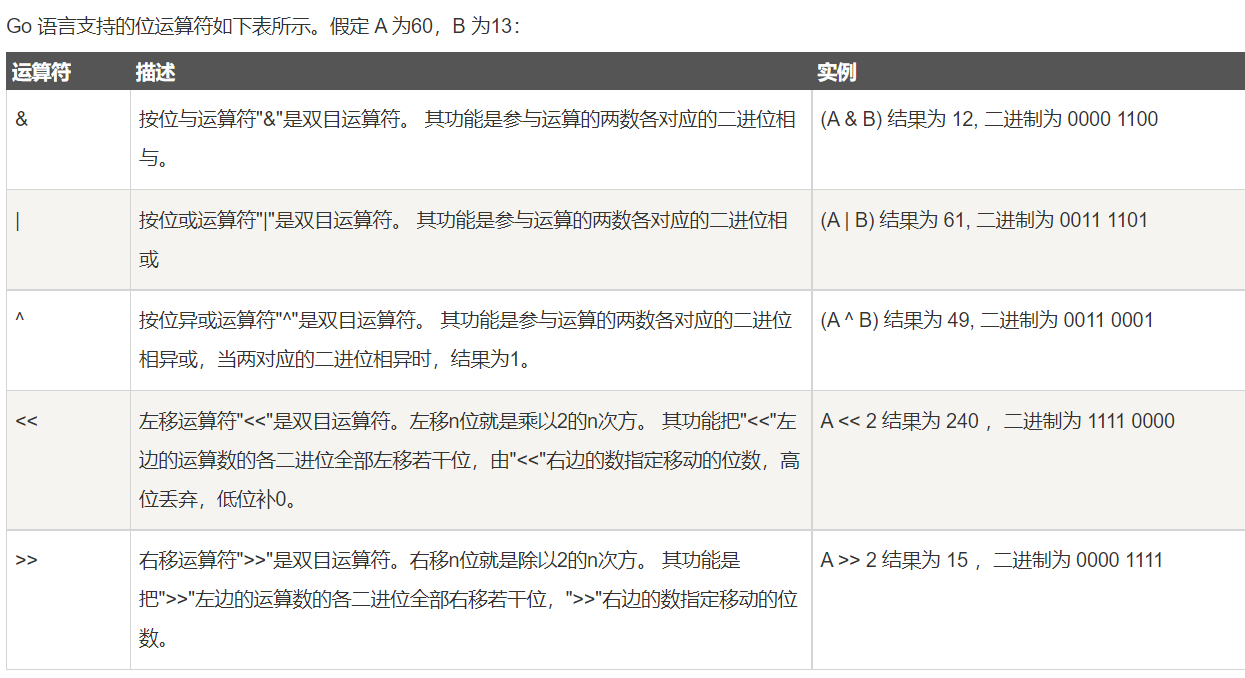 Go 语言支持的位运算符如下表所示。假定 A 为60，B 为13：
运算符 描述 实例
& 按位与运算符"&"是双目运算符。 其功能是参与运算的两数各对应的二进位相 (A & B) 结果为 12, 二进制为 0000 1100
与。
| 按位或运算符"|"是双目运算符。 其功能是参与运算的两数各对应的二进位相 (A | B) 结果为 61, 二进制为 0011 1101
或
^ 按位异或运算符"^"是双目运算符。 其功能是参与运算的两数各对应的二进位 (A ^ B) 结果为 49, 二进制为 0011 0001
相异或，当两对应的二进位相异时，结果为1。
<< 左移运算符"<<"是双目运算符。左移n位就是乘以2的n次方。 其功能把"<<"左 A << 2 结果为 240 ，二进制为 1111 0000
边的运算数的各二进位全部左移若干位，由"<<"右边的数指定移动的位数，高
位丢弃，低位补0。
>> 右移运算符">>"是双目运算符。右移n位就是除以2的n次方。 其功能是 A >> 2 结果为 15 ，二进制为 0000 1111
把">>"左边的运算数的各二进位全部右移若干位，">>"右边的数指定移动的位
数。